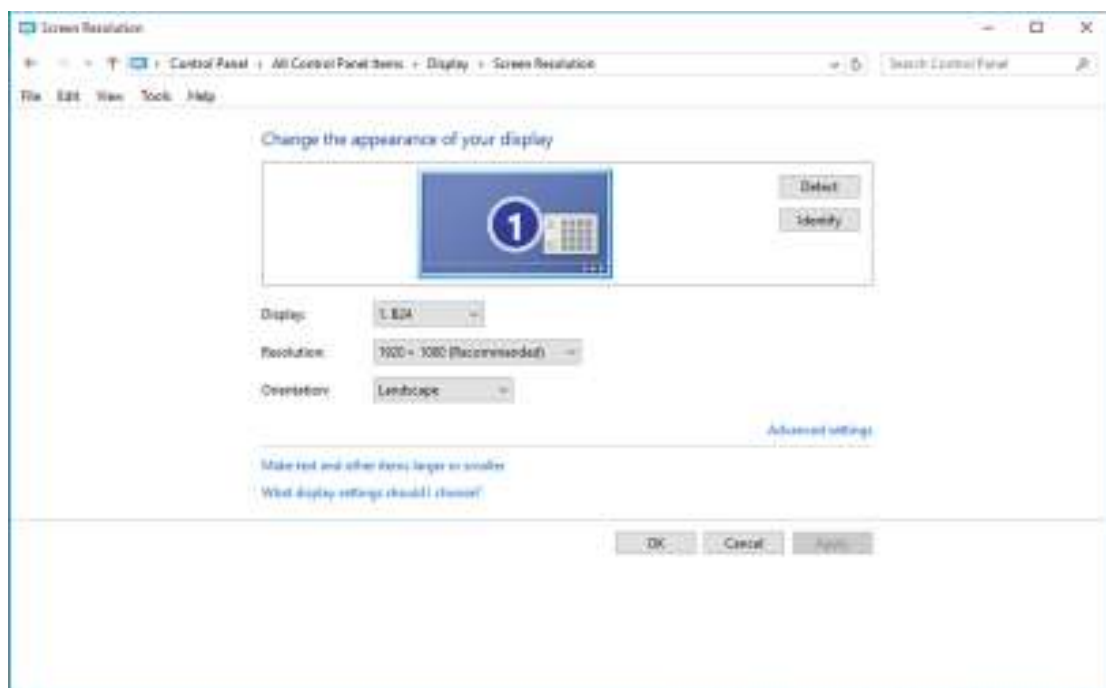 Screen Resolution
Control Panel › All Control Panel Items › Display › Screen Resolution
Search Control Panel
File Edit View Tools Help
Change the appearance of your display
1
Detect
Identify
Display: 1. B24
Resolution: 1920 × 1080 (Recommended)
Orientation: Landscape
Advanced settings
Make text and other items larger or smaller
What display settings should I choose?
OK Cancel Apply